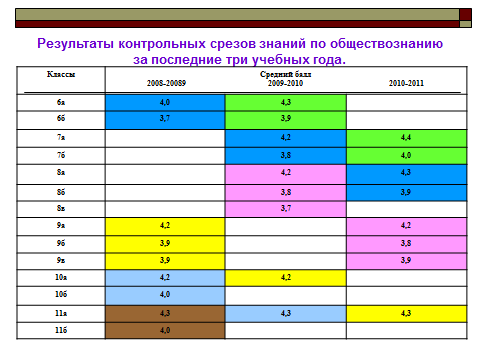 Результаты контрольных срезов знаний по обществознанию
за последние три учебных года.
Классы Средний балл
2008-20089 2009-2010 2010-2011
6а 4,0 4,3
6б 3,7 3,9
7а 4,2 4,4
7б 3,8 4,0
8а 4,2 4,3
8б 3,8 3,9
8в 3,7
9а 4,2 4,2
9б 3,9 3,8
9в 3,9 3,9
10а 4,2 4,2
10б 4,0
11а 4,3 4,3 4,3
11б 4,0